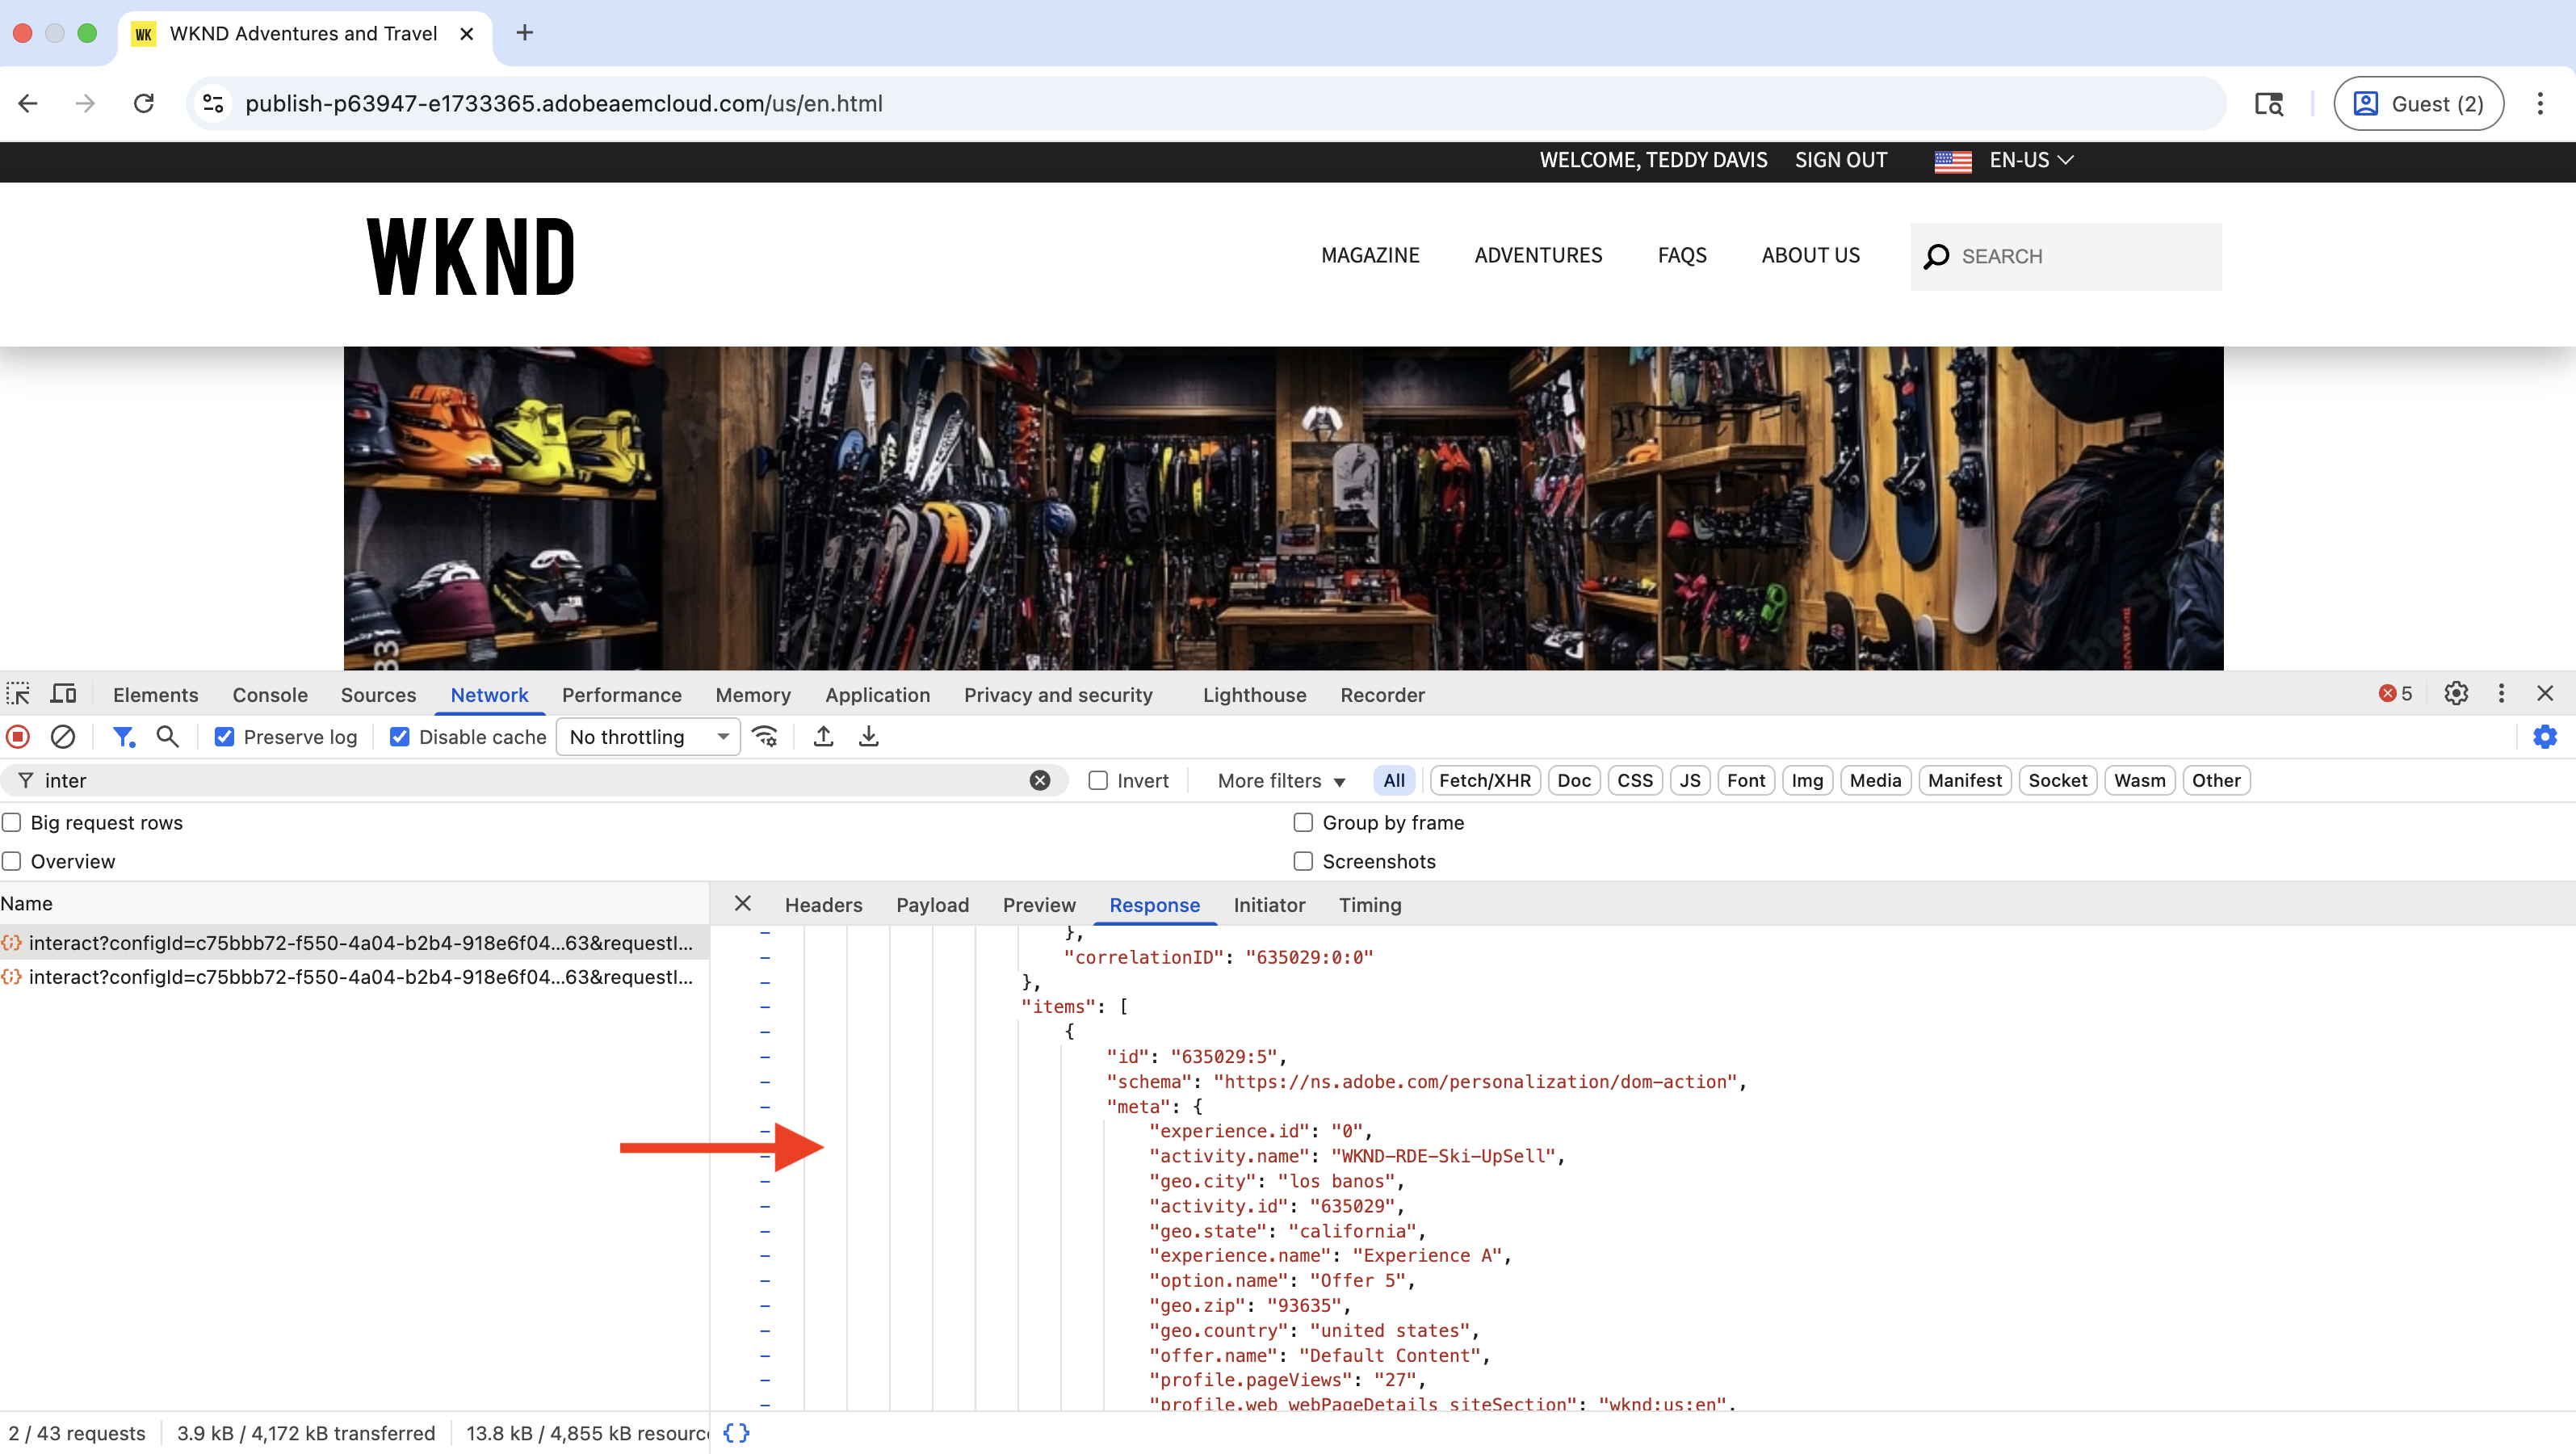 WK WKND Adventures and Travel
publish-p63947-e1733365.adobeaemcloud.com/us/en.html
Guest (2)
WELCOME, TEDDY DAVIS SIGN OUT EN-US
WKND
MAGAZINE ADVENTURES FAQS ABOUT US SEARCH
Elements Console Sources Network Performance Memory Application Privacy and security Lighthouse Recorder 5
Preserve log Disable cache No throttling
inter Invert More filters All Fetch/XHR Doc CSS JS Font Img Media Manifest Socket Wasm Other
Big request rows Group by frame
Overview Screenshots
Name
Headers Payload Preview Response Initiator Timing
interact?configId=c75bbb72-f550-4a04-b2b4-918e6f04...63&requestI...
interact?configId=c75bbb72-f550-4a04-b2b4-918e6f04...63&requestI...
},
"correlationID": "635029:0:0"
},
"items": [
{
"id": "635029:5",
"schema": "https://ns.adobe.com/personalization/dom-action",
"meta": {
"experience.id": "0",
"activity.name": "WKND-RDE-Ski-UpSell",
"geo.city": "los banos",
"activity.id": "635029",
"geo.state": "california",
"experience.name": "Experience A",
"option.name": "Offer 5",
"geo.zip": "93635",
"geo.country": "united states",
"offer.name": "Default Content",
"profile.pageViews": "27",
"profile.web webPageDetails siteSection": "wknd:us:en",
2 / 43 requests 3.9 kB / 4,172 kB transferred 13.8 kB / 4,855 kB resourc
{ }